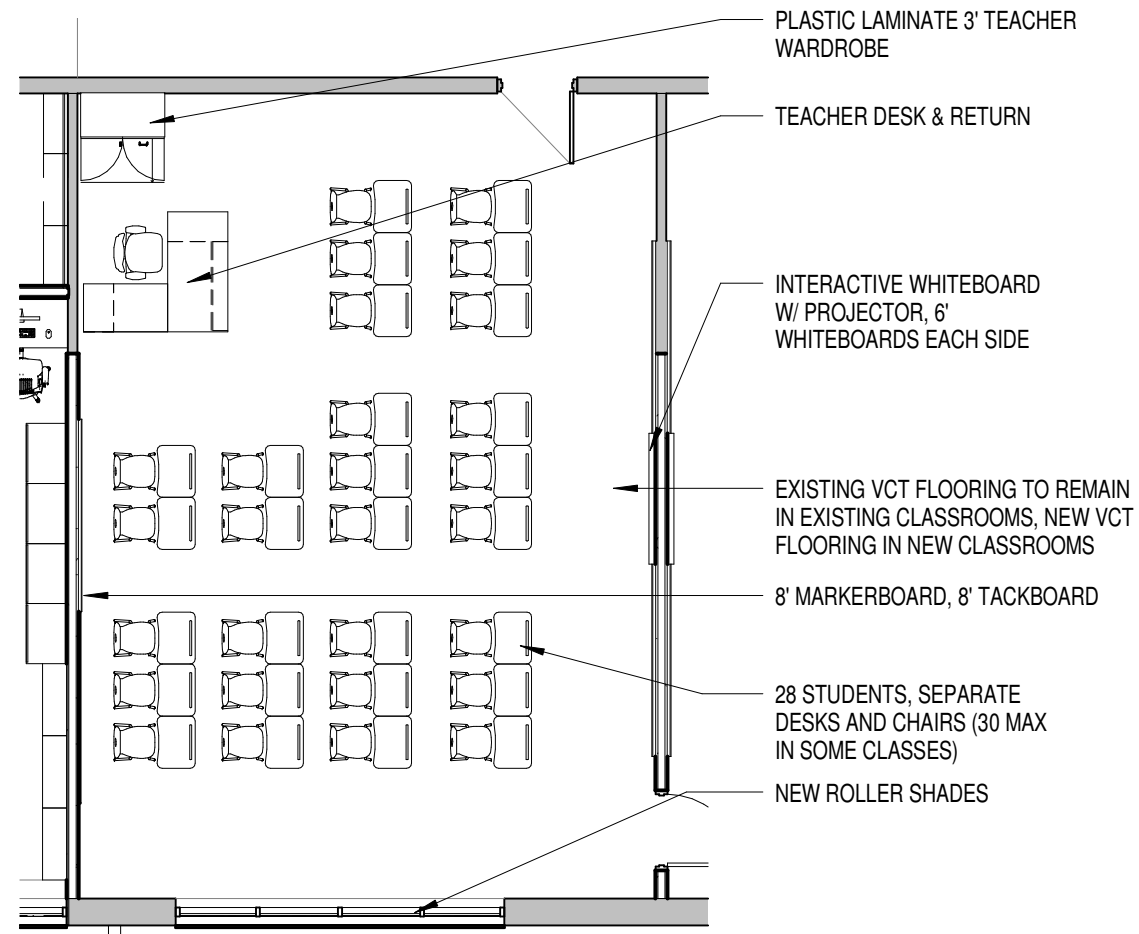 PLASTIC LAMINATE 3' TEACHER
WARDROBE
TEACHER DESK & RETURN
INTERACTIVE WHITEBOARD
W/ PROJECTOR, 6'
WHITEBOARDS EACH SIDE
EXISTING VCT FLOORING TO REMAIN
IN EXISTING CLASSROOMS, NEW VCT
FLOORING IN NEW CLASSROOMS
8' MARKERBOARD, 8' TACKBOARD
28 STUDENTS, SEPARATE
DESKS AND CHAIRS (30 MAX
IN SOME CLASSES)
NEW ROLLER SHADES